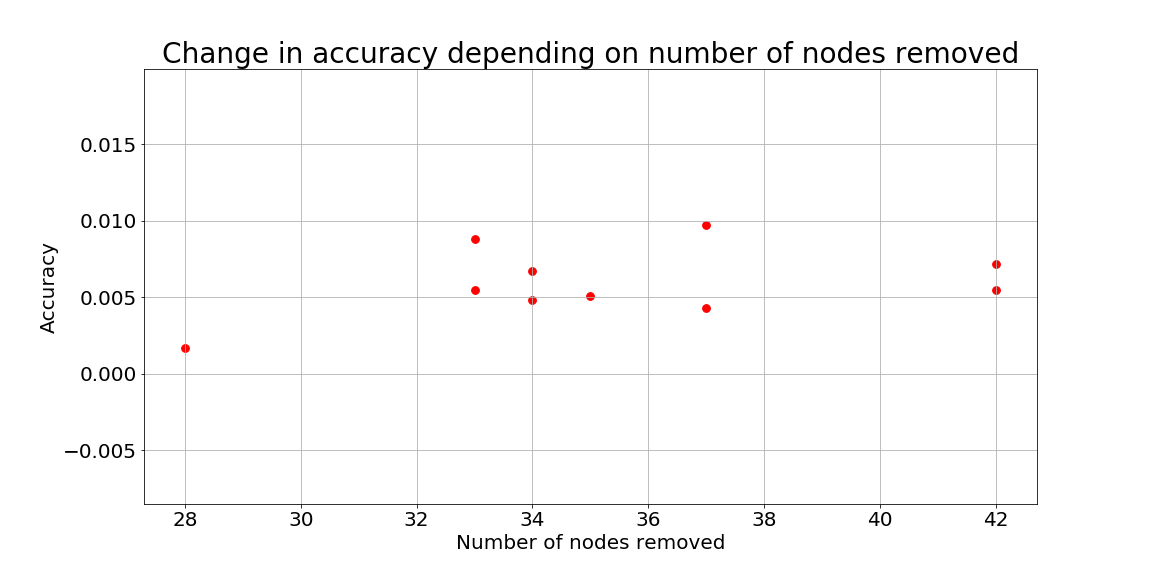 Change in accuracy depending on number of nodes removed
0.015
0.010
0.005
0.000
−0.005
Accuracy
28 30 32 34 36 38 40 42
Number of nodes removed